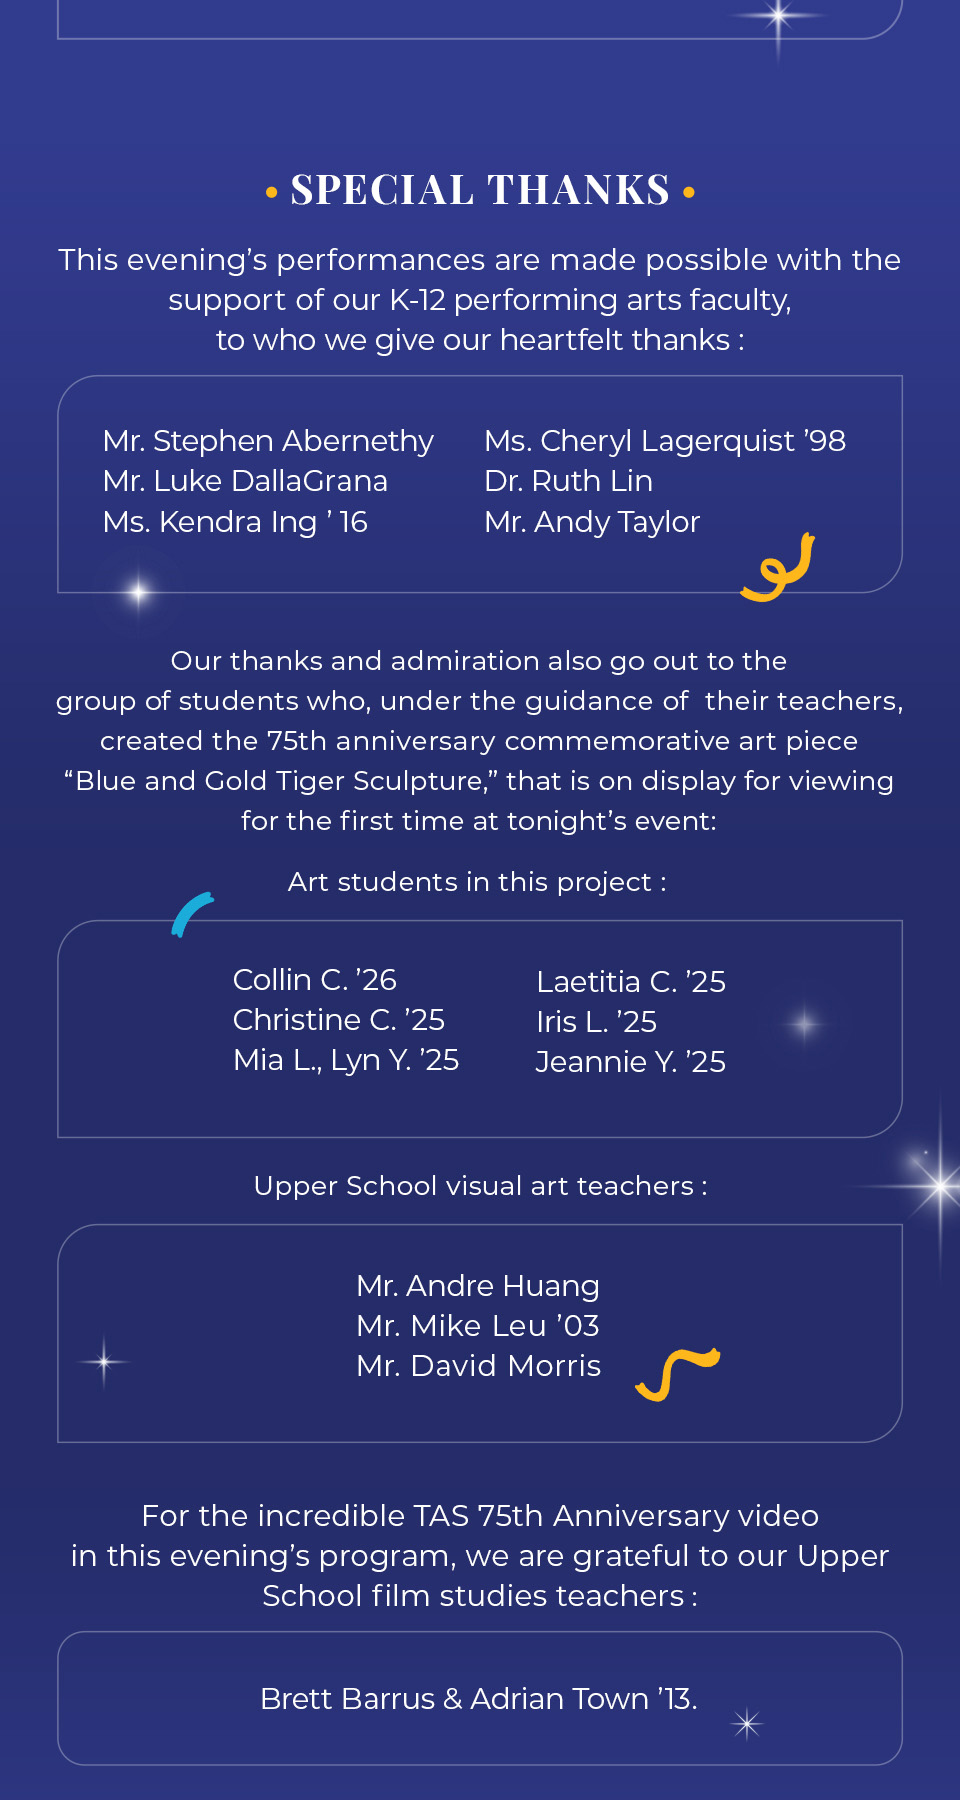 • SPECIAL THANKS •
This evening’s performances are made possible with the
support of our K-12 performing arts faculty,
to who we give our heartfelt thanks :
Mr. Stephen Abernethy
Mr. Luke DallaGrana
Ms. Kendra Ing ’ 16
Ms. Cheryl Lagerquist ’98
Dr. Ruth Lin
Mr. Andy Taylor
Our thanks and admiration also go out to the
group of students who, under the guidance of  their teachers,
created the 75th anniversary commemorative art piece
“Blue and Gold Tiger Sculpture,” that is on display for viewing
for the first time at tonight’s event:
Art students in this project :
Collin C. ’26
Christine C. ’25
Mia L., Lyn Y. ’25
Laetitia C. ’25
Iris L. ’25
Jeannie Y. ’25
Upper School visual art teachers :
Mr. Andre Huang
Mr. Mike Leu ’03
Mr. David Morris
For the incredible TAS 75th Anniversary video
in this evening’s program, we are grateful to our Upper
School film studies teachers :
Brett Barrus & Adrian Town ’13.